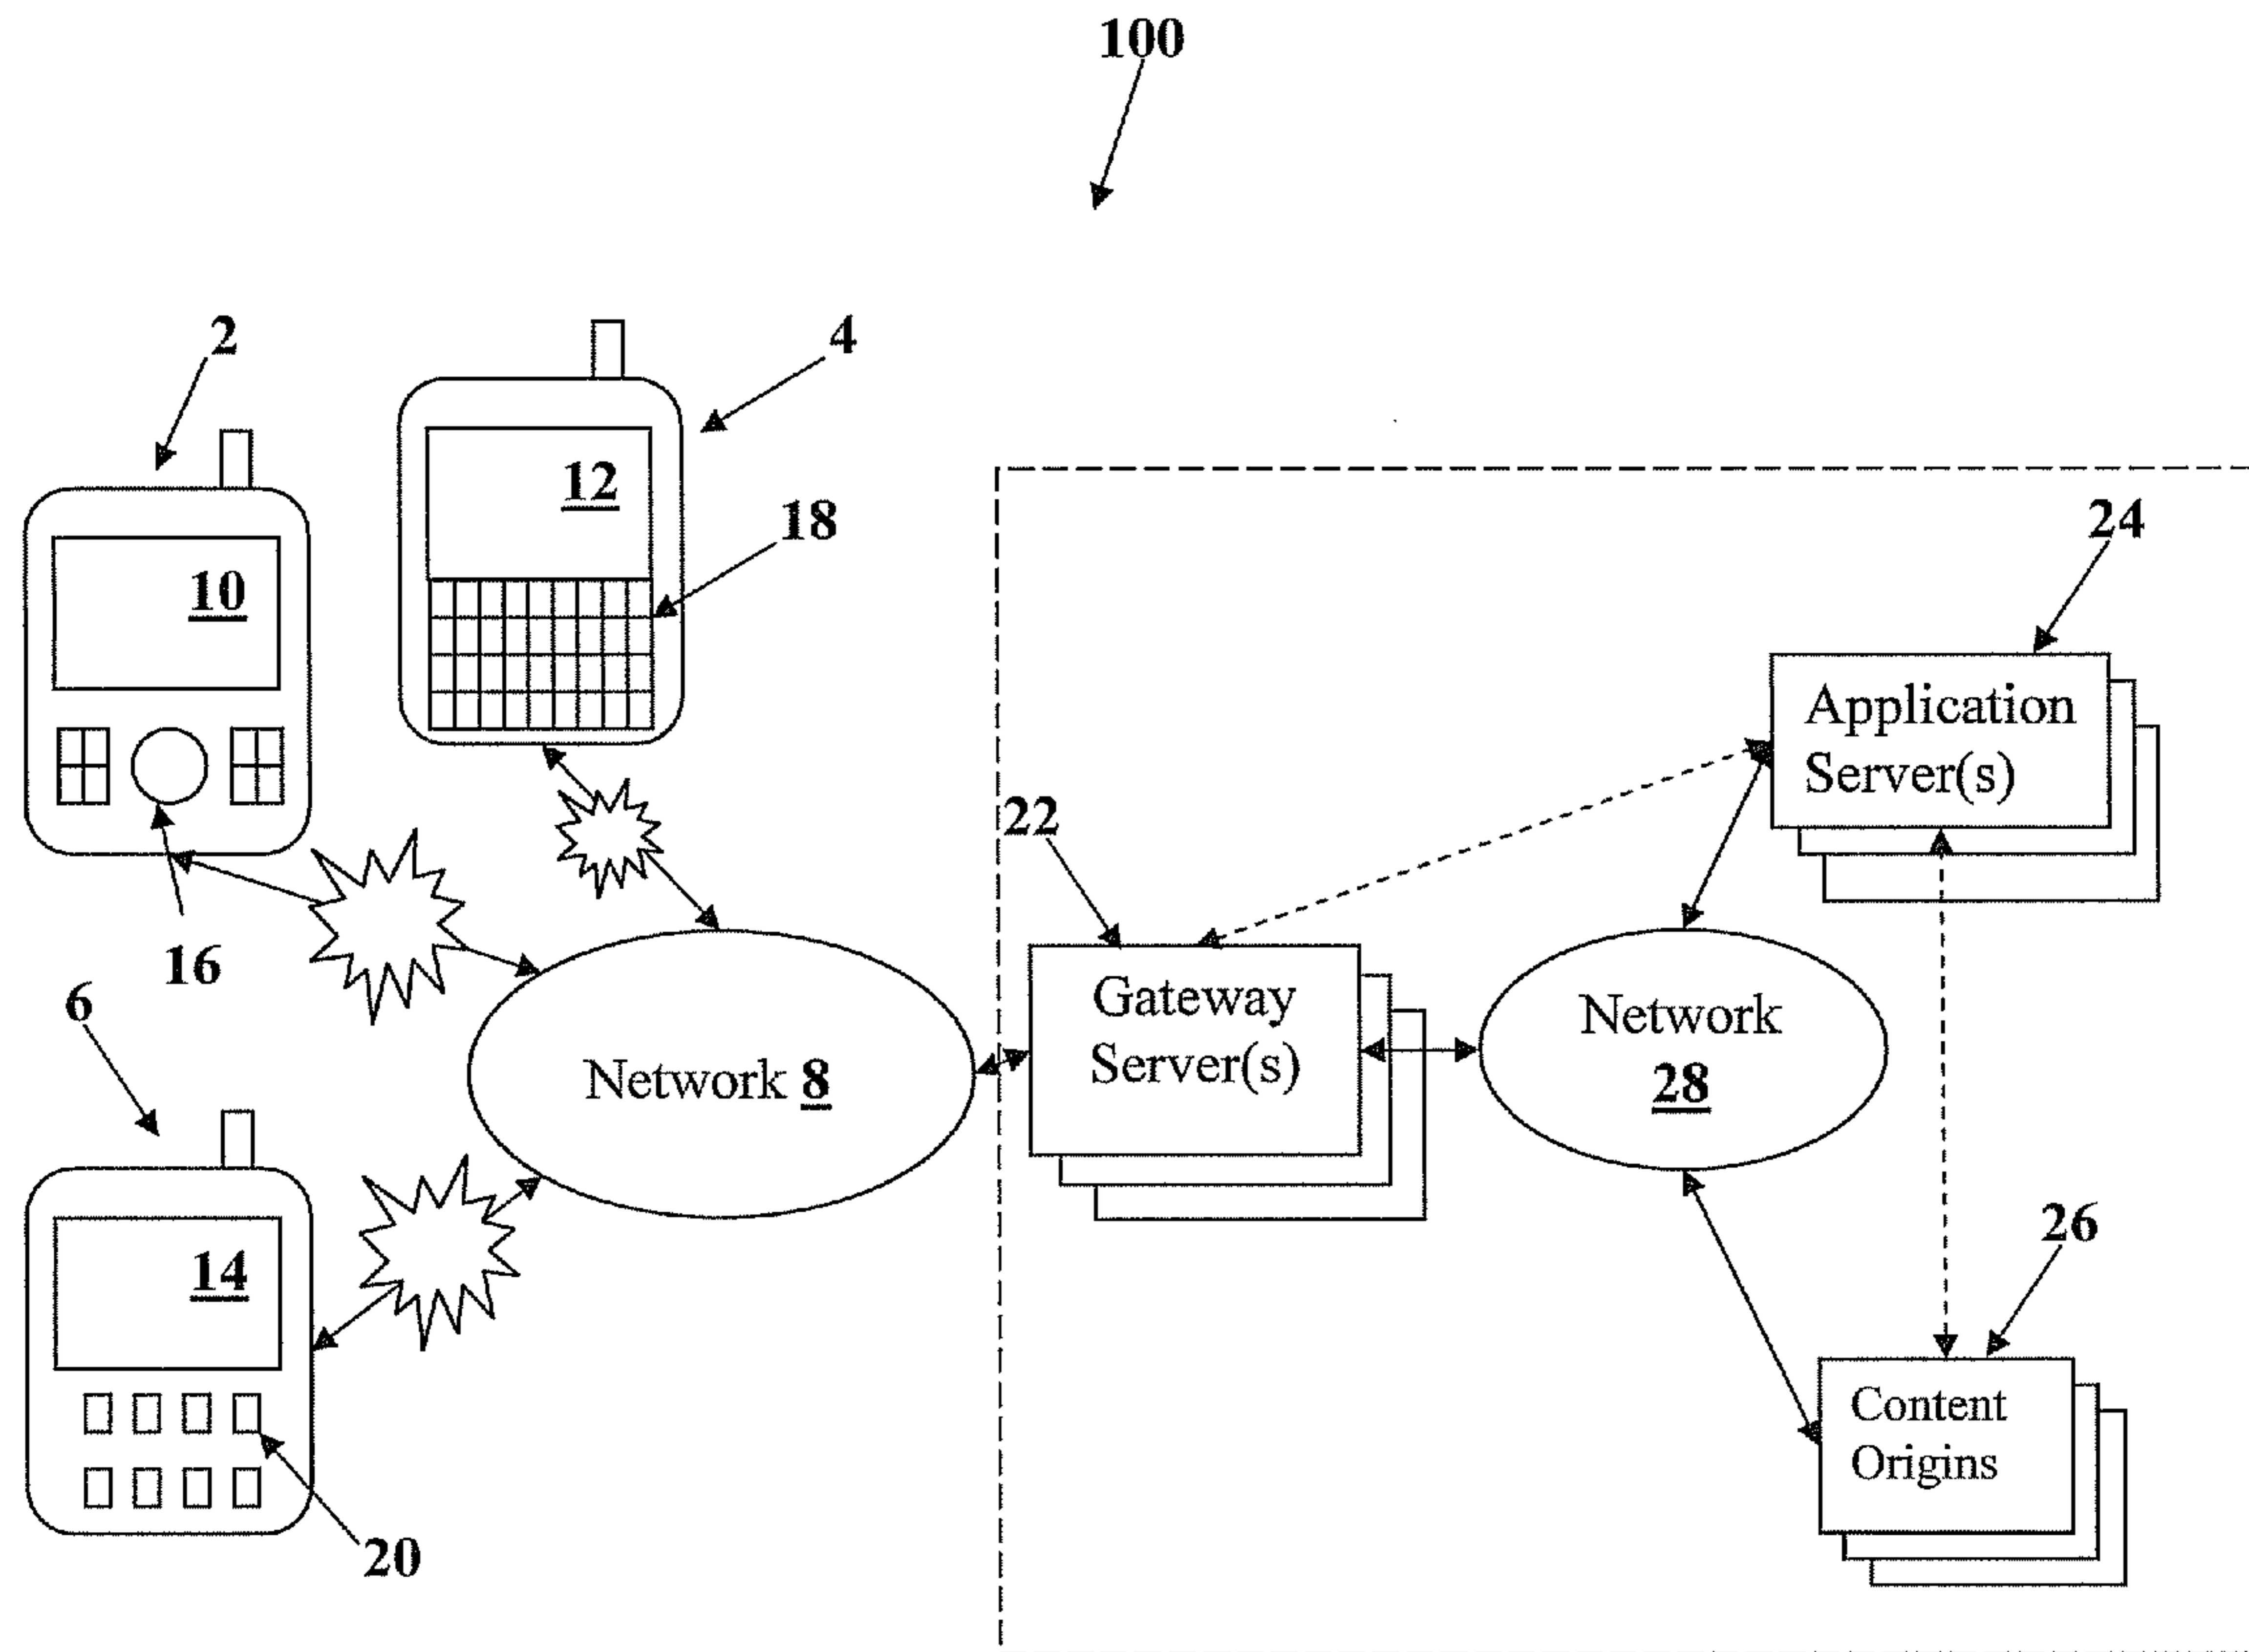 100
2
4
12
18
10
24
Application
Server(s)
22
16
6
Gateway
Server(s)
Network
28
Network 8
14
26
Content
Origins
20